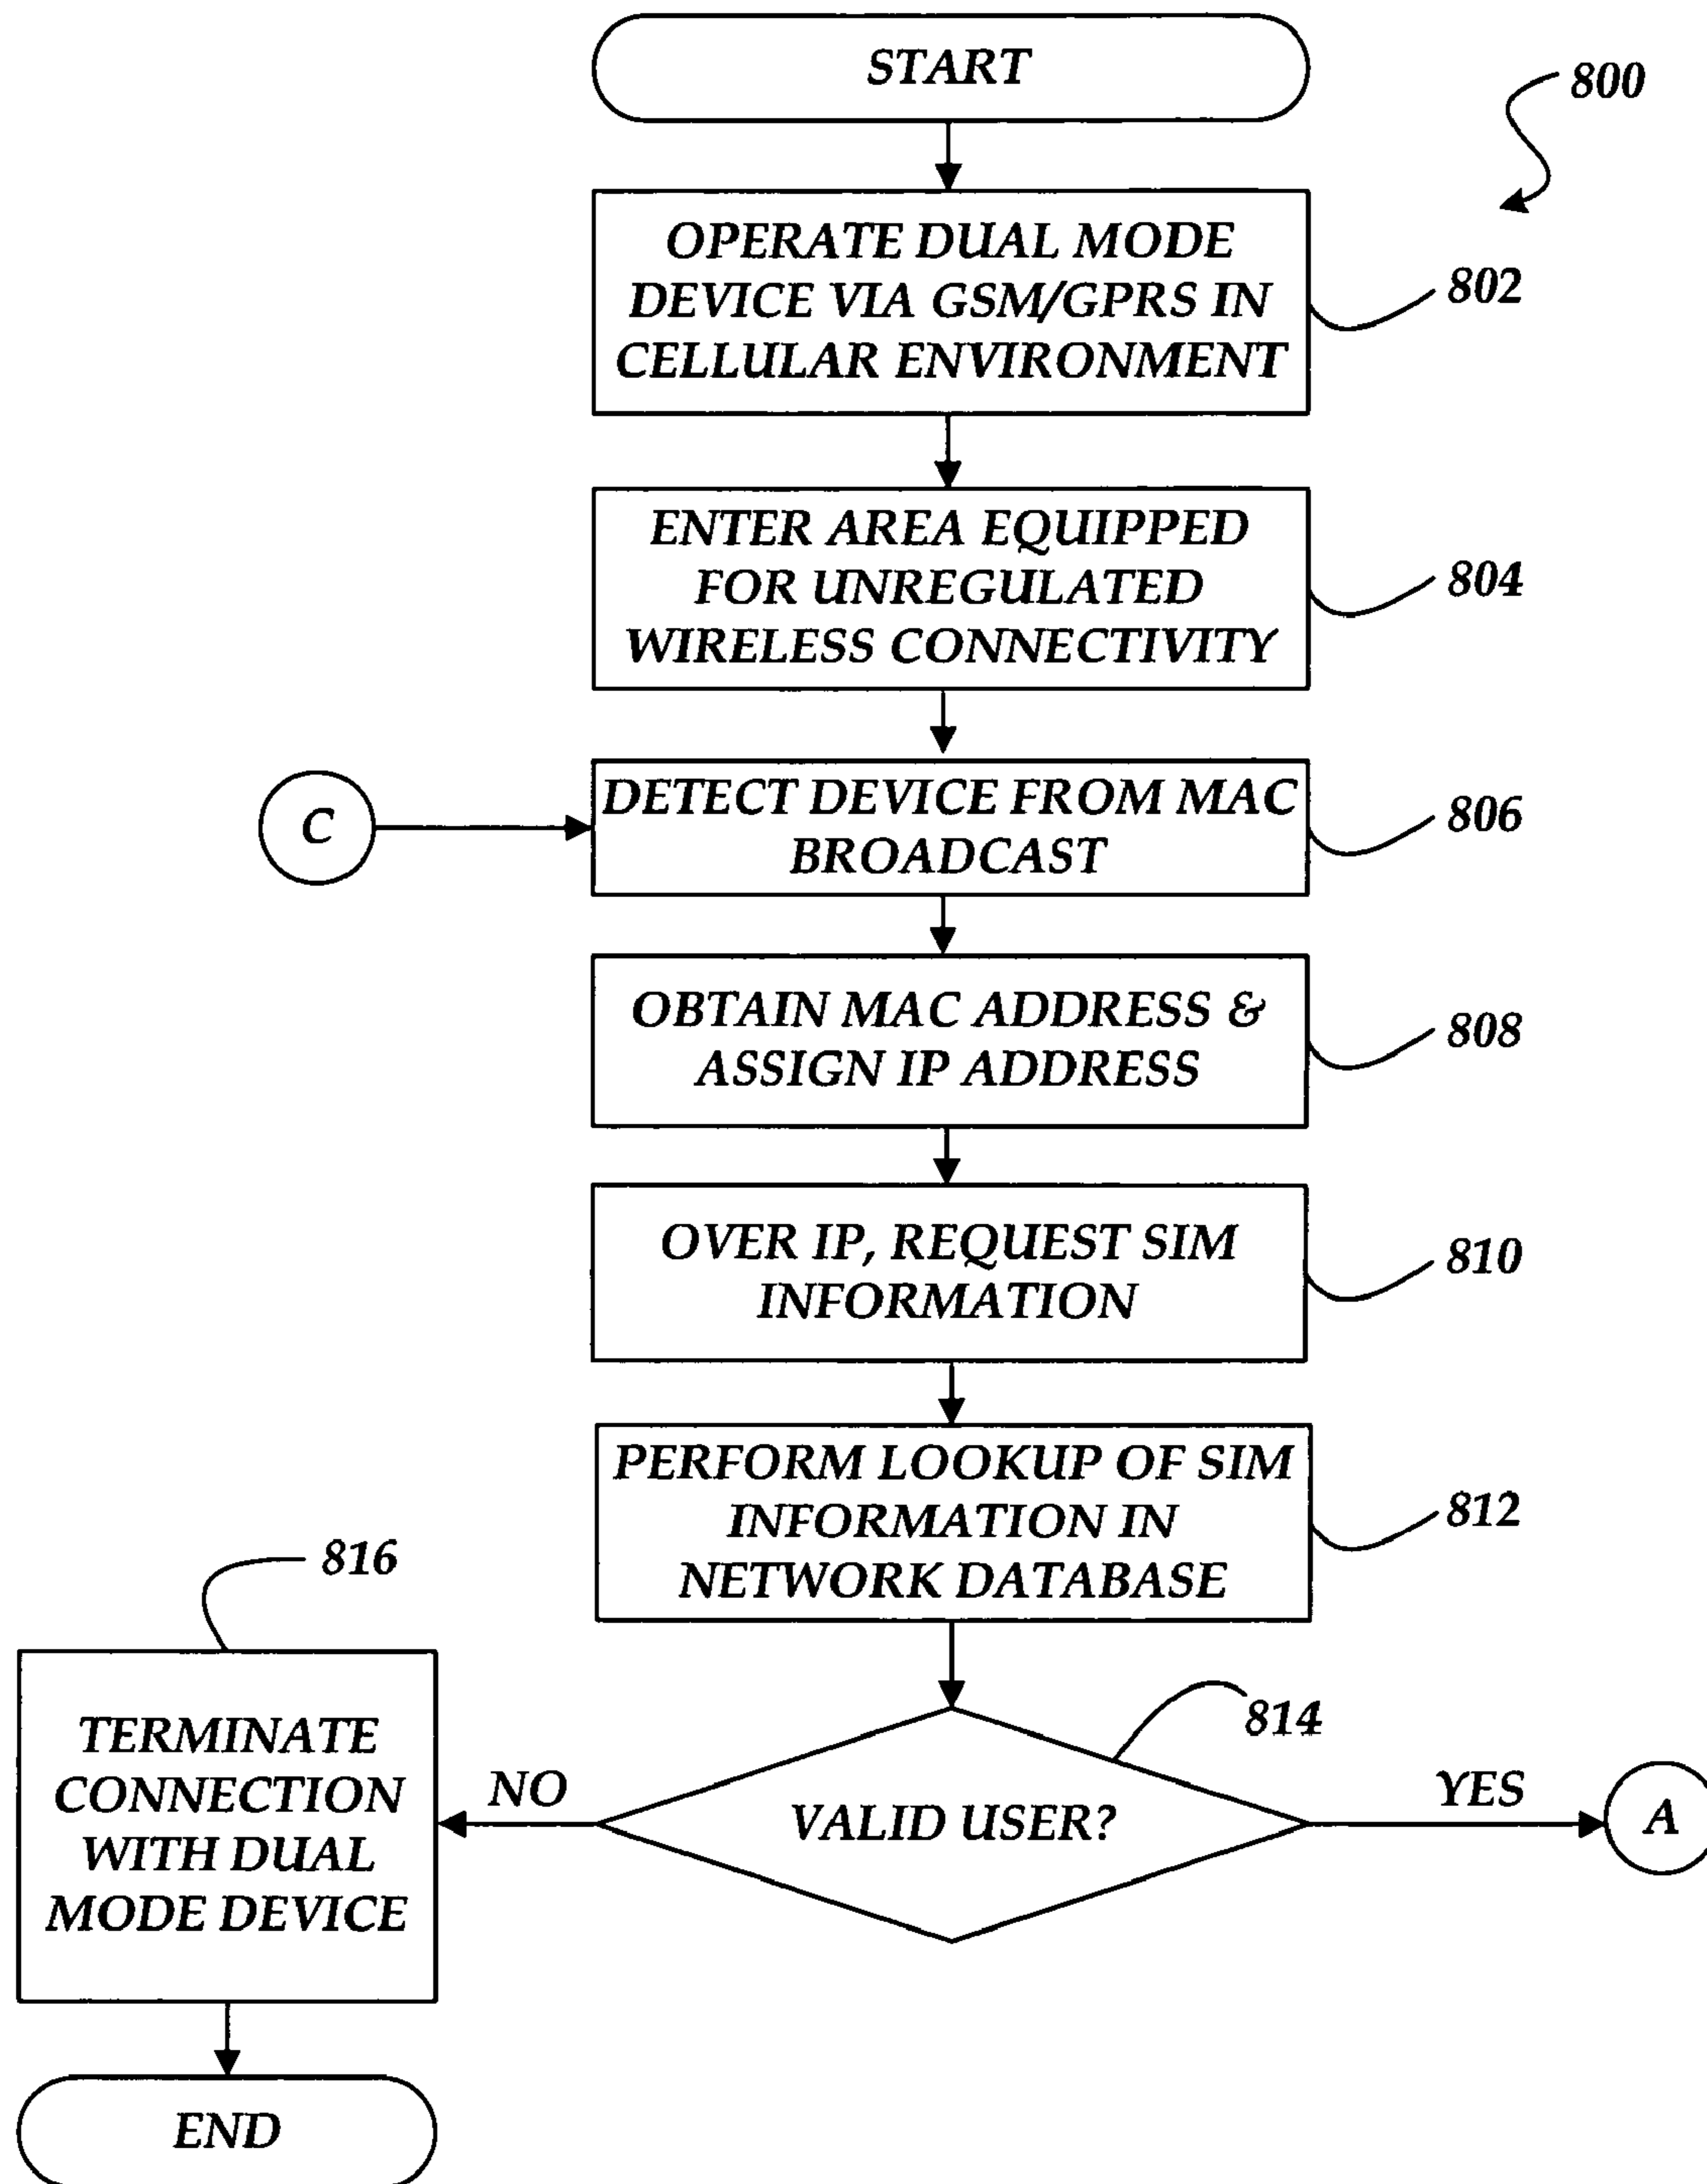 START
800
OPERATE DUAL MODE
DEVICE VIA GSM/GPRS IN
CELLULAR ENVIRONMENT
802
ENTER AREA EQUIPPED
FOR UNREGULATED
WIRELESS CONNECTIVITY
804
C
DETECT DEVICE FROM MAC
BROADCAST
806
OBTAIN MAC ADDRESS &
ASSIGN IP ADDRESS
808
OVER IP, REQUEST SIM
INFORMATION
810
PERFORM LOOKUP OF SIM
INFORMATION IN
NETWORK DATABASE
812
816
TERMINATE
CONNECTION
WITH DUAL
MODE DEVICE
NO
VALID USER?
814
YES
A
END